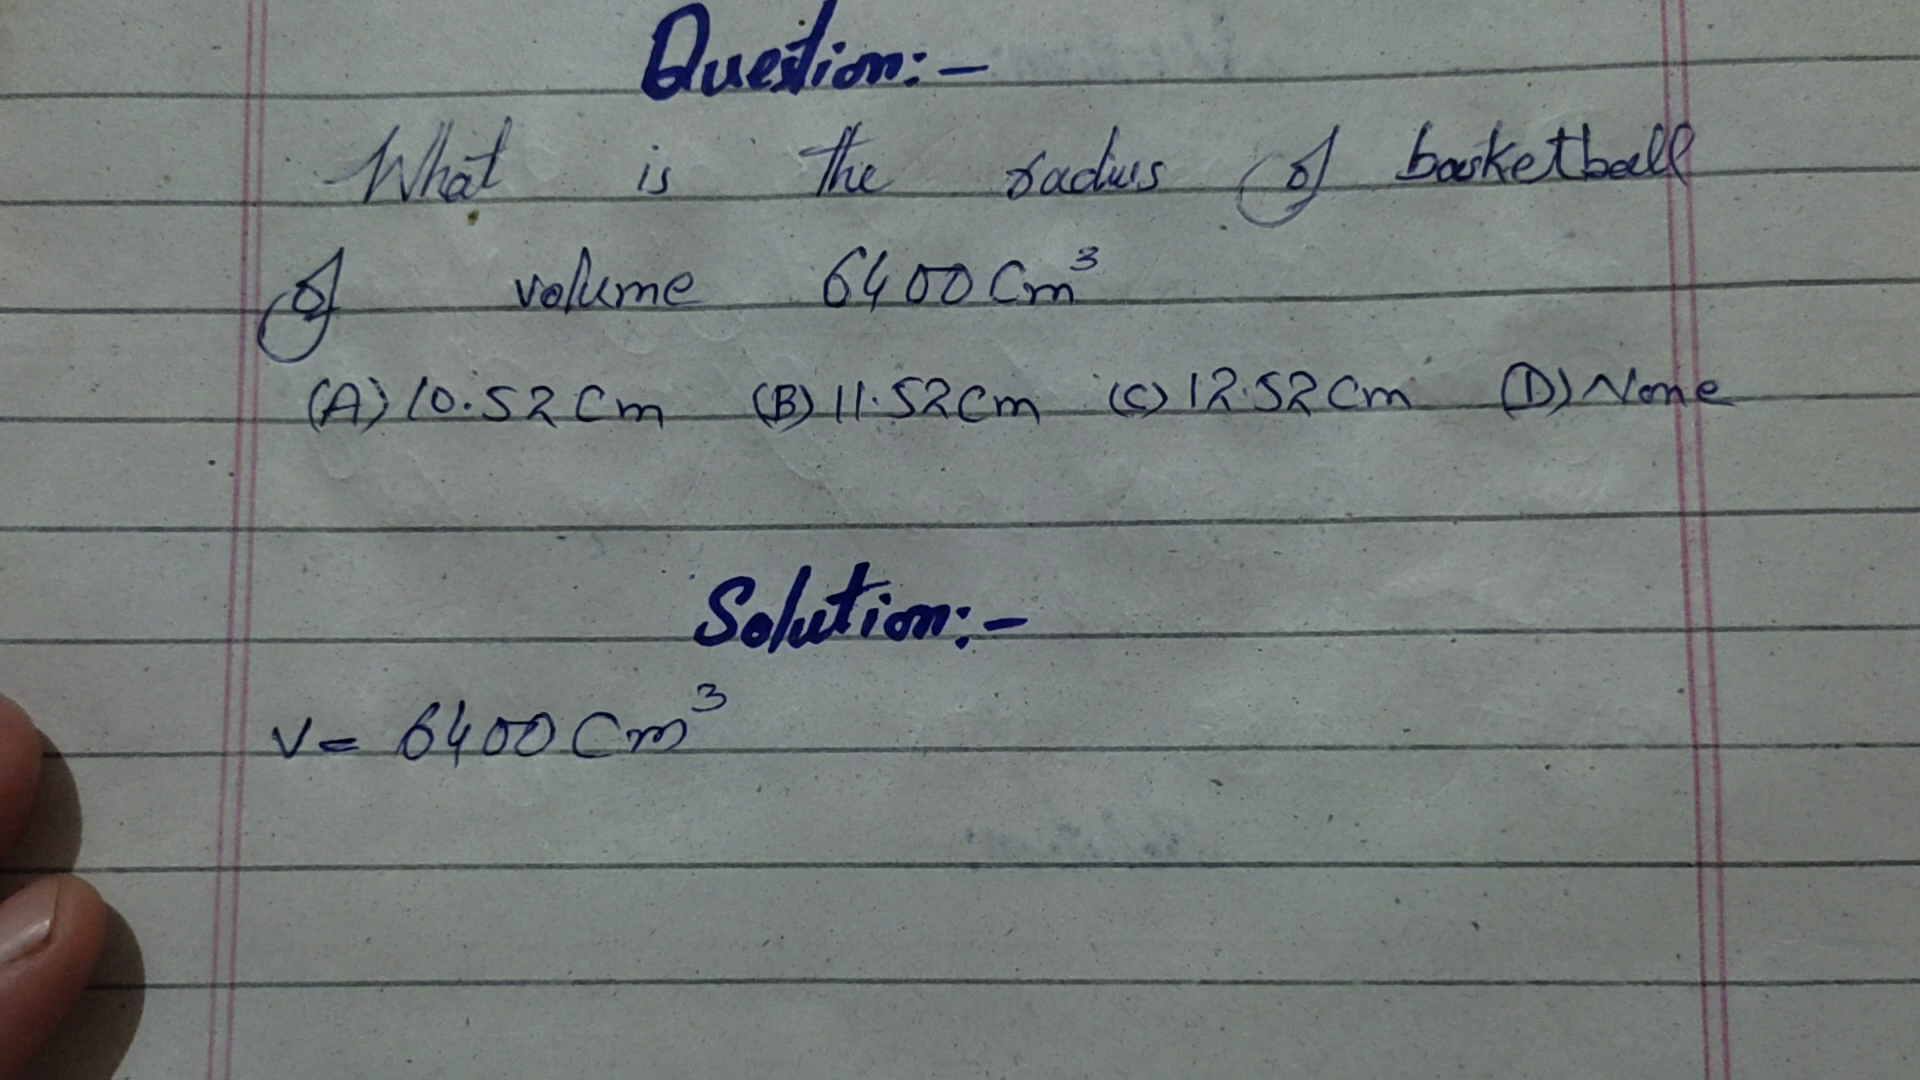 Question:-
What is the radius of basketball
of volume 6400 Cm³
(A) 10.52 Cm (B) 11.52 Cm (C) 12.52 Cm (D) None
Solution:-
V= 6400 Cm³